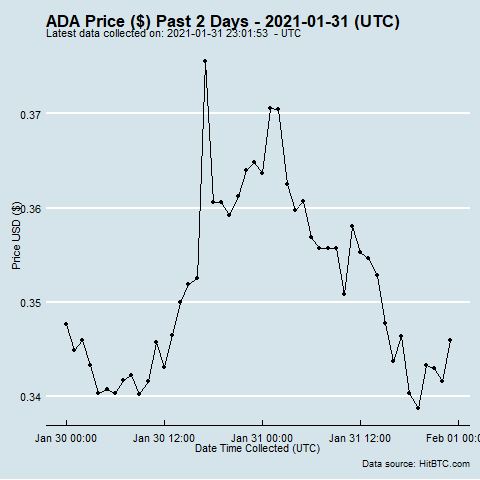 ADA Price ($) Past 2 Days - 2021-01-31 (UTC)
Latest data collected on: 2021-01-31 23:01:53 - UTC
0.37
0.36
0.35
0.34
Price USD ($)
Jan 30 00:00 Jan 30 12:00 Jan 31 00:00 Jan 31 12:00 Feb 01 00:0
Date Time Collected (UTC)
Data source: HitBTC.com